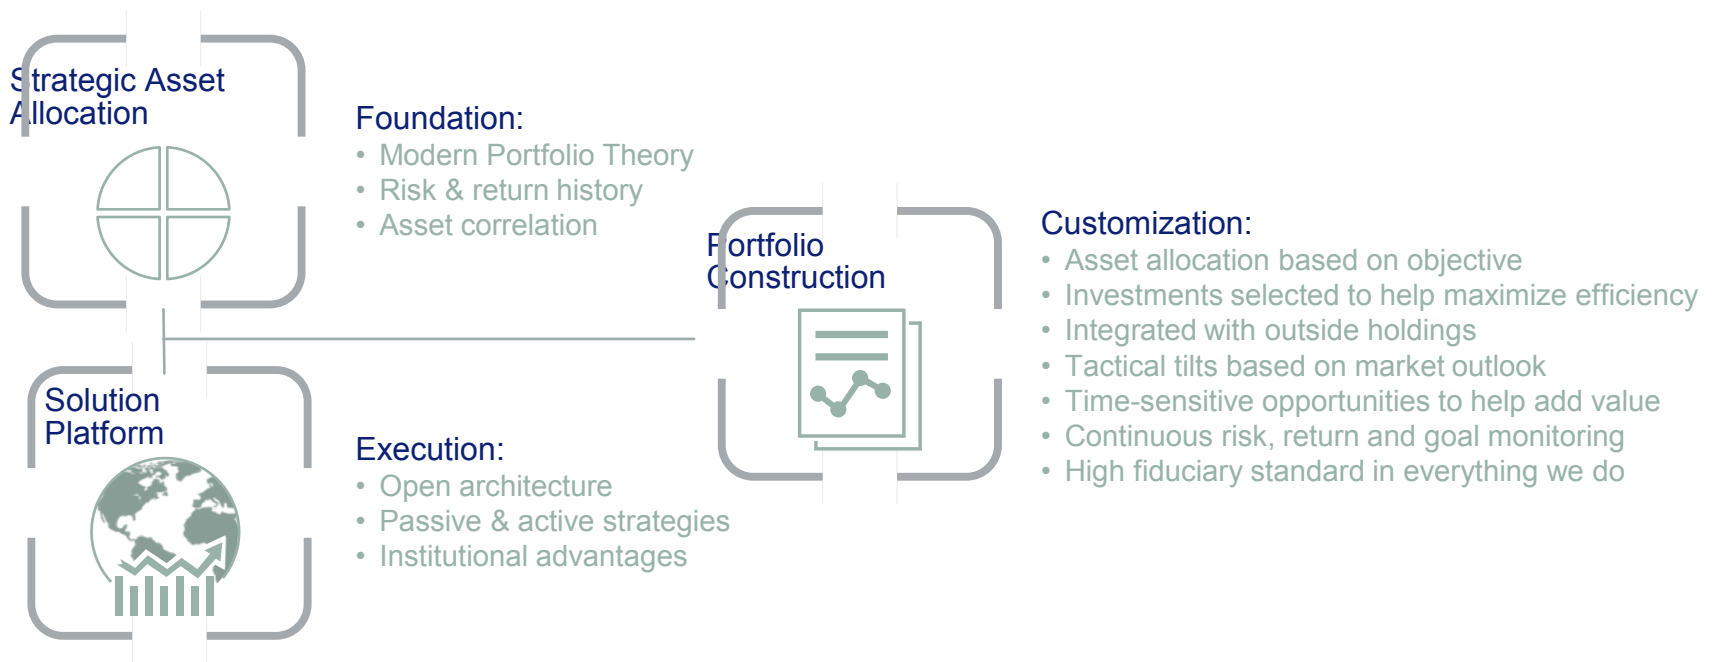 Strategic Asset
Allocation
Foundation:
• Modern Portfolio Theory
• Risk & return history
• Asset correlation
Solution
Platform
Execution:
• Open architecture
• Passive & active strategies
• Institutional advantages
Portfolio
Construction
Customization:
• Asset allocation based on objective
• Investments selected to help maximize efficiency
• Integrated with outside holdings
• Tactical tilts based on market outlook
• Time-sensitive opportunities to help add value
• Continuous risk, return and goal monitoring
• High fiduciary standard in everything we do